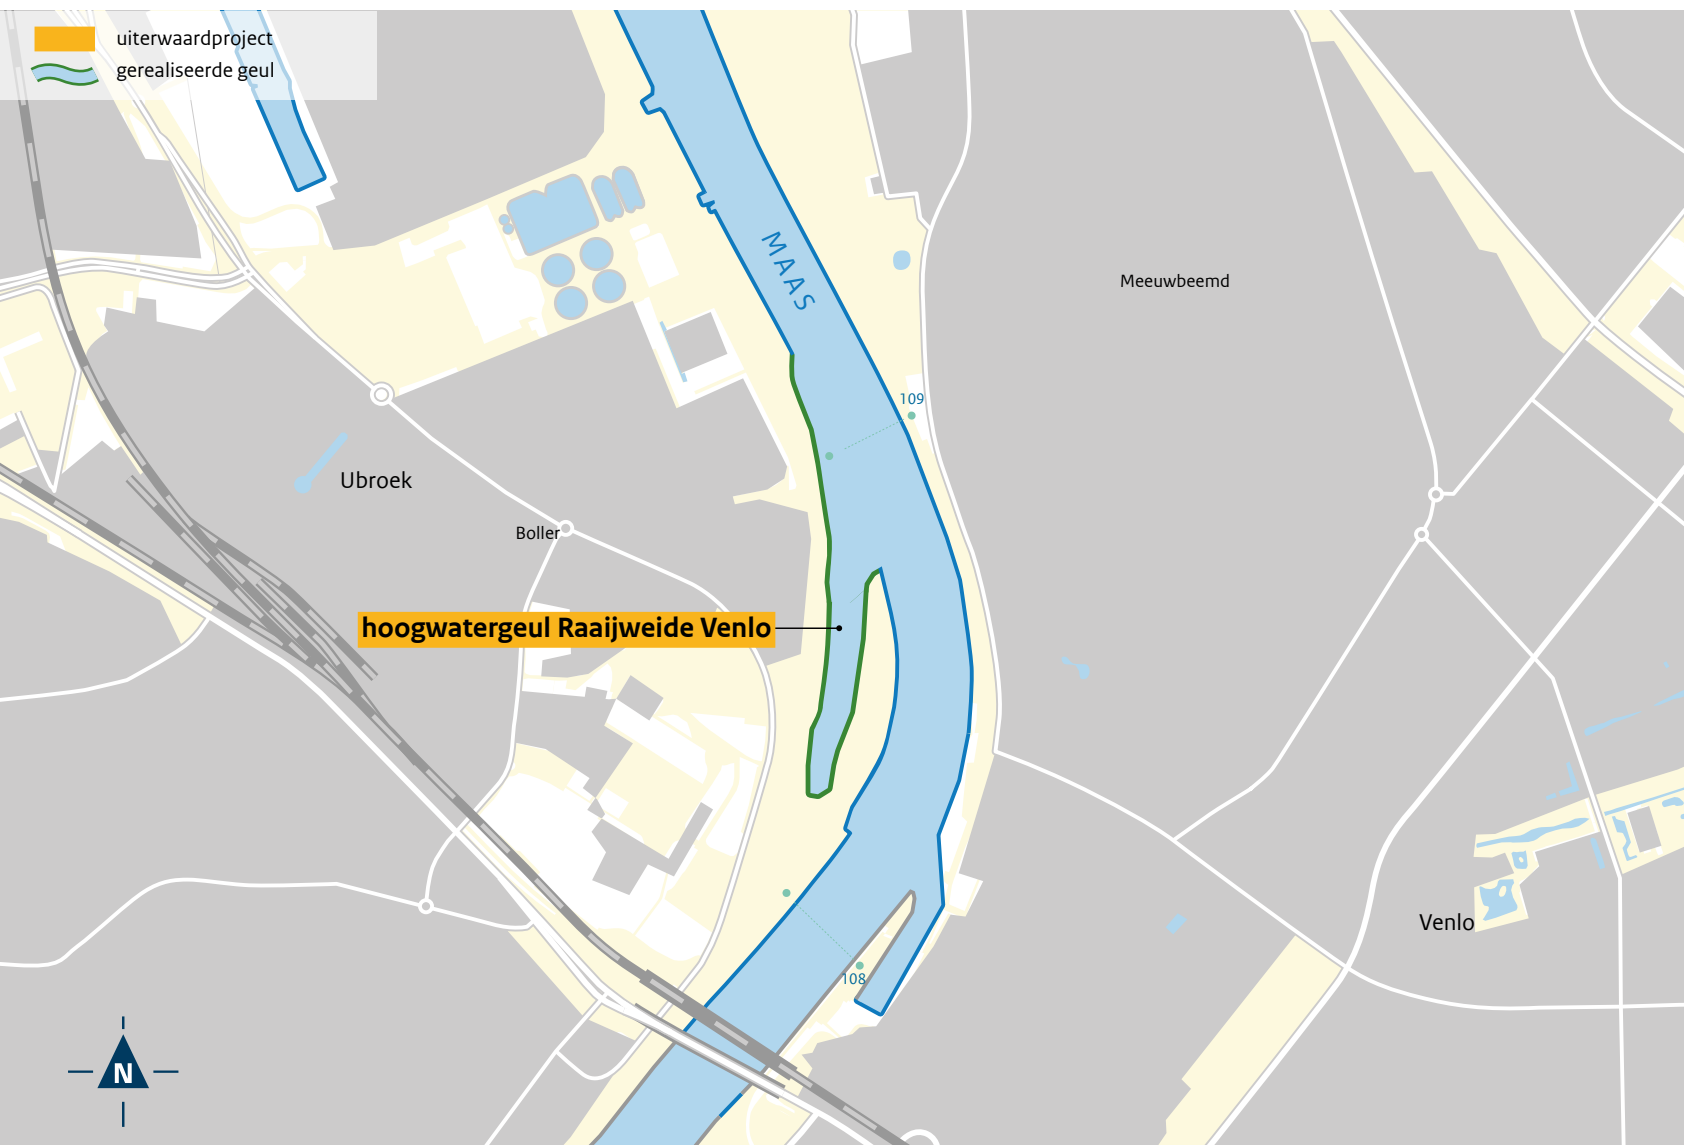 uiterwaardproject
gerealiseerde geul
MAAS
Meeuwbeemd
109
Ubroek
Boller
hoogwatergeul Raaijweide Venlo
Venlo
108
N